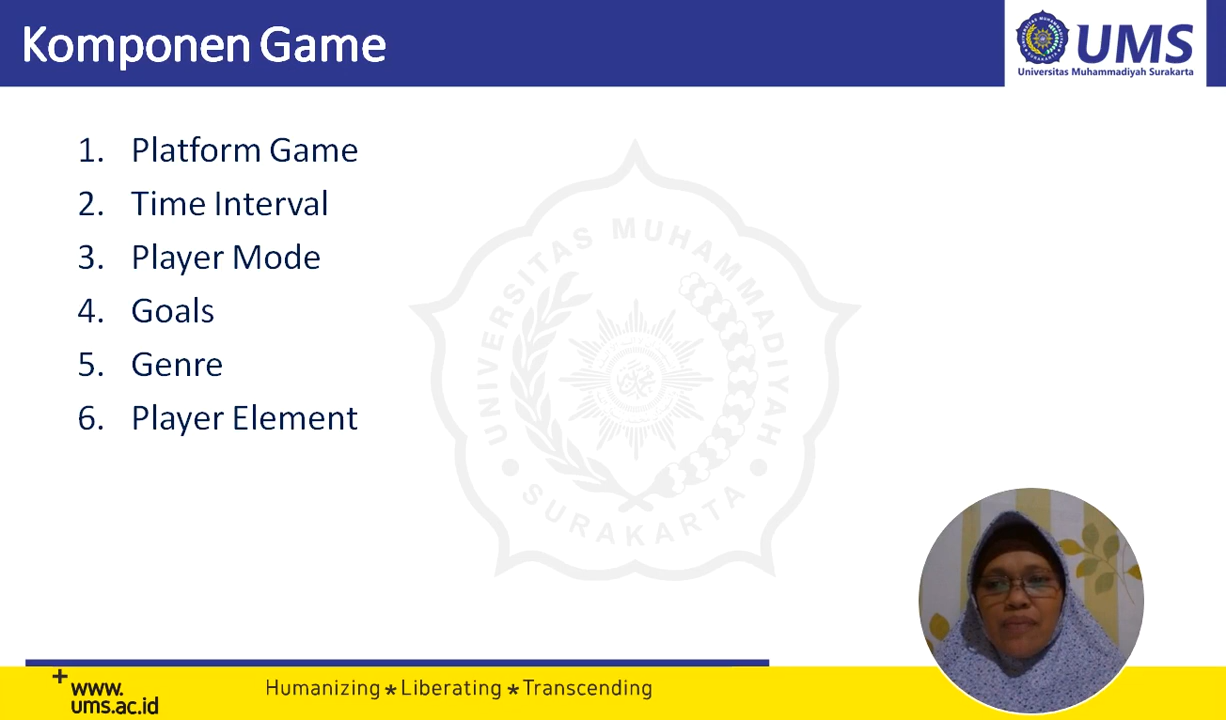 Komponen Game
UMS
Universitas Muhammadiyah Surakarta
1. Platform Game
2. Time Interval
3. Player Mode
4. Goals
5. Genre
6. Player Element
UNIVERSITAS MUHAMMADIYAH
SURAKARTA
+www.
ums.ac.id
Humanizing * Liberating * Transcending